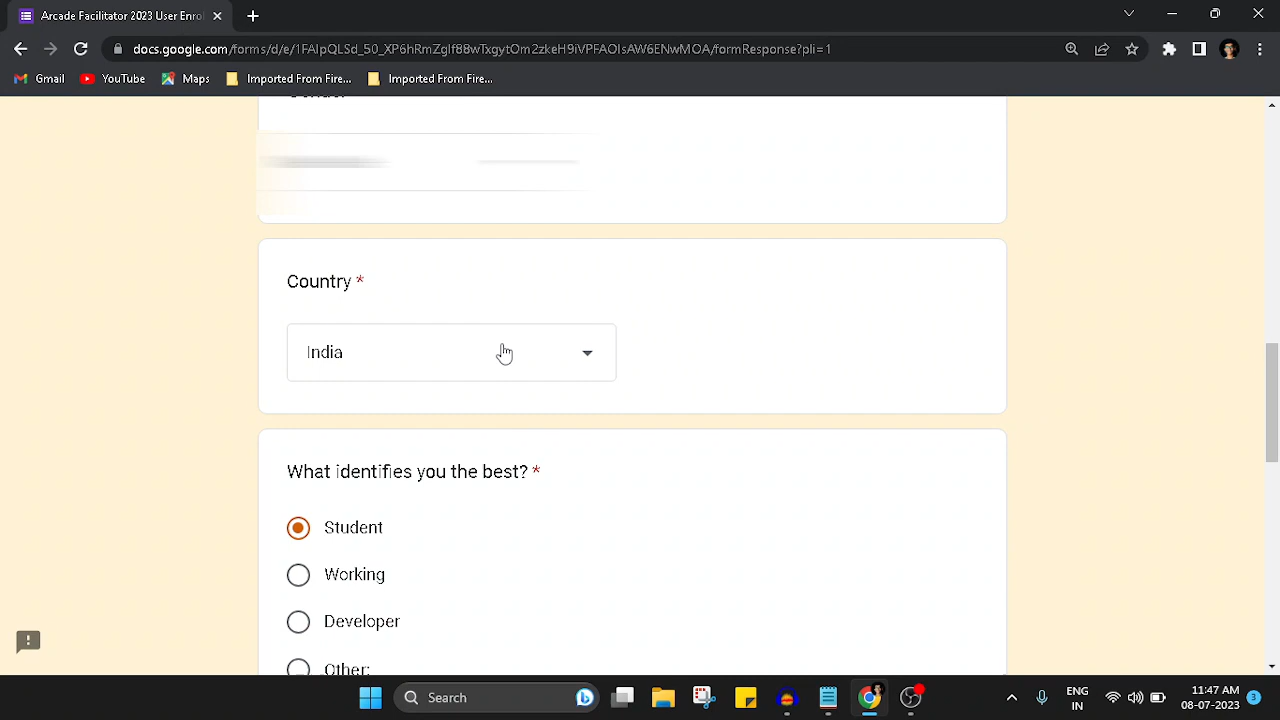 Arcade Facilitator 2023 User Enrol
docs.google.com/forms/d/e/1FAIpQLSd_50_XP6hRmZglf88wTxgytOm2zkeH9iVPFAOIsAW6ENwMOA/formResponse?pli=1
Gmail YouTube Maps Imported From Fire... Imported From Fire...
Country *
India
What identifies you the best? *
Student
Working
Developer
Other:
Search
ENG
IN
11:47 AM
08-07-2023
3